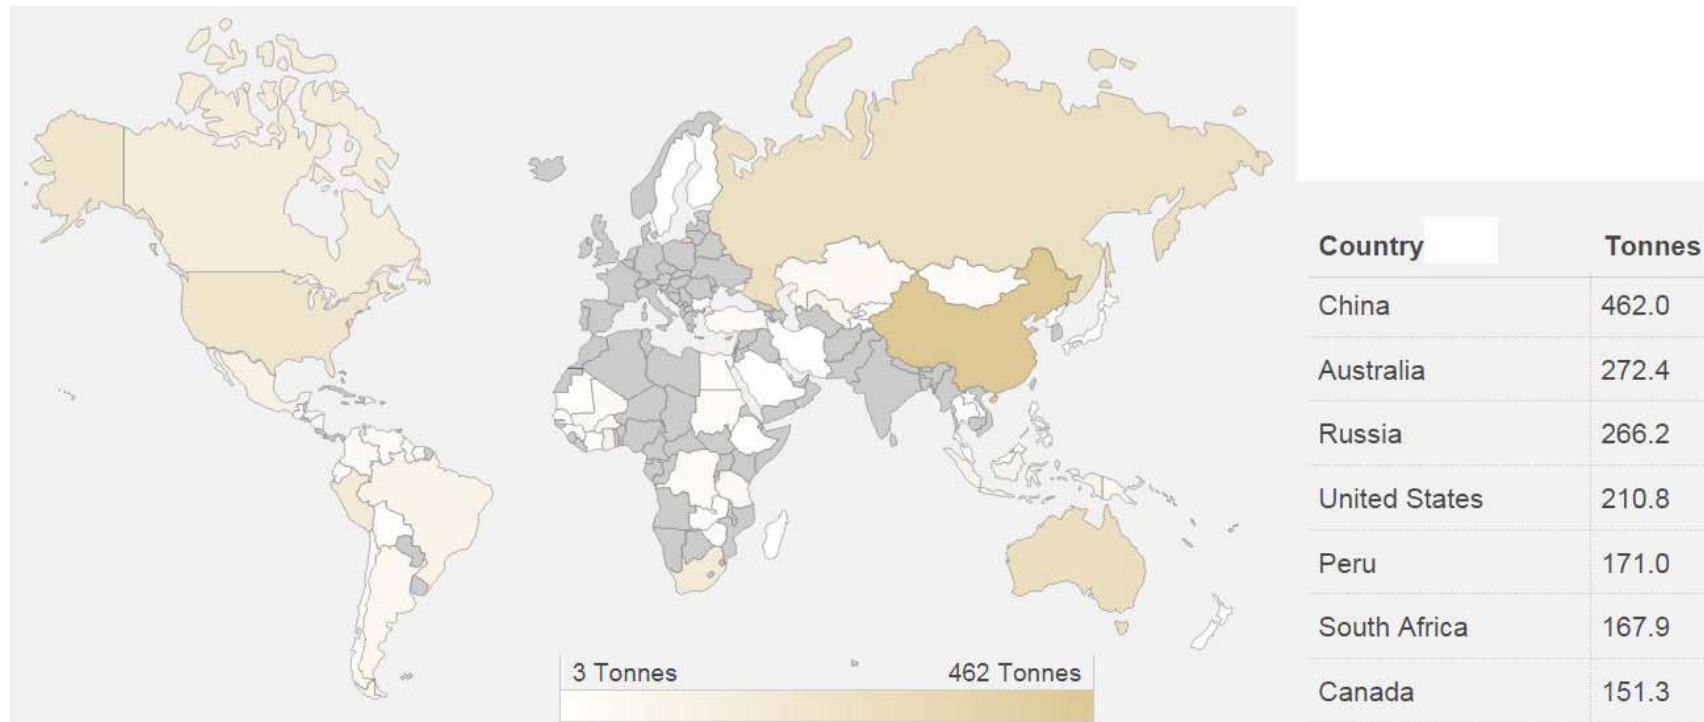 3 Tonnes 462 Tonnes
Country Tonnes
China 462.0
Australia 272.4
Russia 266.2
United States 210.8
Peru 171.0
South Africa 167.9
Canada 151.3